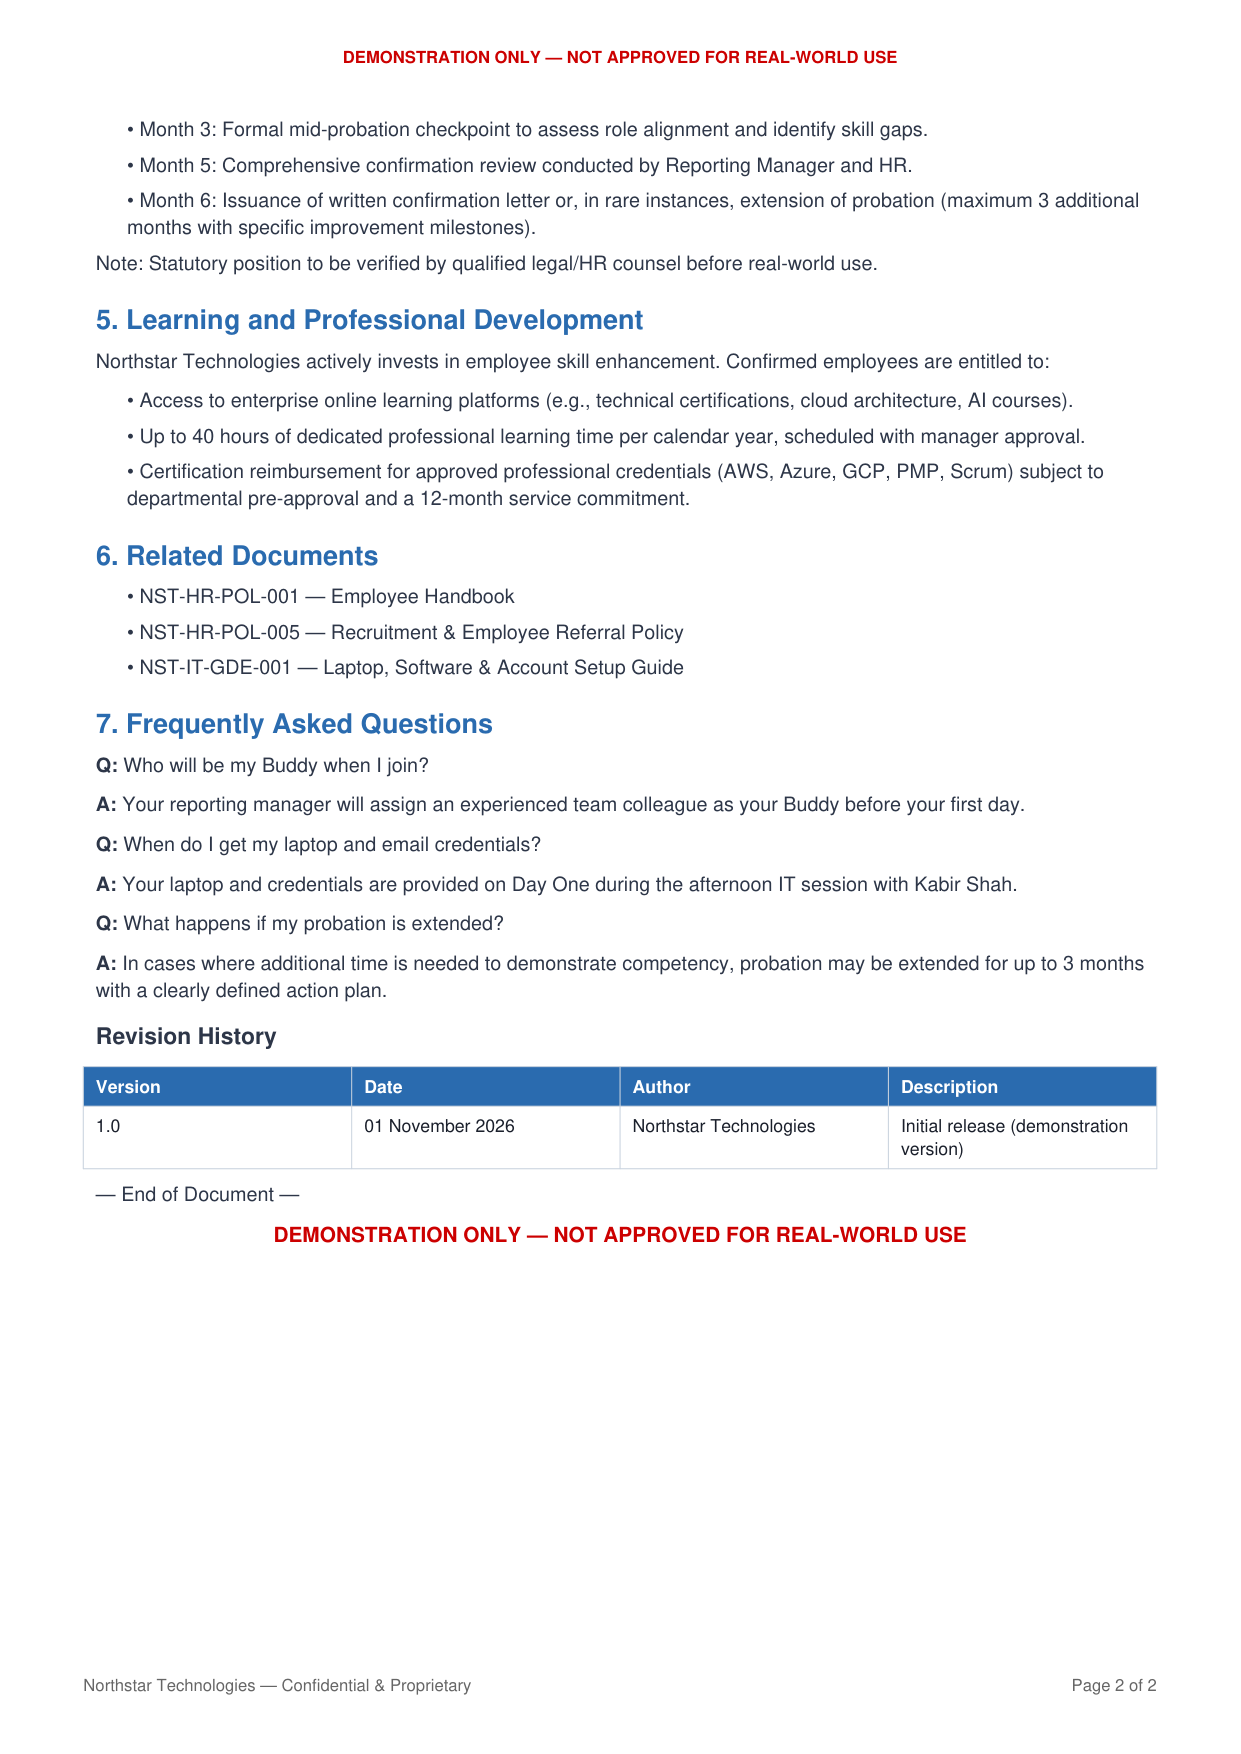 DEMONSTRATION ONLY — NOT APPROVED FOR REAL-WORLD USE
• Month 3: Formal mid-probation checkpoint to assess role alignment and identify skill gaps.
• Month 5: Comprehensive confirmation review conducted by Reporting Manager and HR.
• Month 6: Issuance of written confirmation letter or, in rare instances, extension of probation (maximum 3 additional
months with specific improvement milestones).
Note: Statutory position to be verified by qualified legal/HR counsel before real-world use.
5. Learning and Professional Development
Northstar Technologies actively invests in employee skill enhancement. Confirmed employees are entitled to:
• Access to enterprise online learning platforms (e.g., technical certifications, cloud architecture, AI courses).
• Up to 40 hours of dedicated professional learning time per calendar year, scheduled with manager approval.
• Certification reimbursement for approved professional credentials (AWS, Azure, GCP, PMP, Scrum) subject to
departmental pre-approval and a 12-month service commitment.
6. Related Documents
• NST-HR-POL-001 — Employee Handbook
• NST-HR-POL-005 — Recruitment & Employee Referral Policy
• NST-IT-GDE-001 — Laptop, Software & Account Setup Guide
7. Frequently Asked Questions
Q: Who will be my Buddy when I join?
A: Your reporting manager will assign an experienced team colleague as your Buddy before your first day.
Q: When do I get my laptop and email credentials?
A: Your laptop and credentials are provided on Day One during the afternoon IT session with Kabir Shah.
Q: What happens if my probation is extended?
A: In cases where additional time is needed to demonstrate competency, probation may be extended for up to 3 months
with a clearly defined action plan.
Revision History
Version Date Author Description
1.0 01 November 2026 Northstar Technologies Initial release (demonstration
version)
— End of Document —
DEMONSTRATION ONLY — NOT APPROVED FOR REAL-WORLD USE
Northstar Technologies — Confidential & Proprietary Page 2 of 2